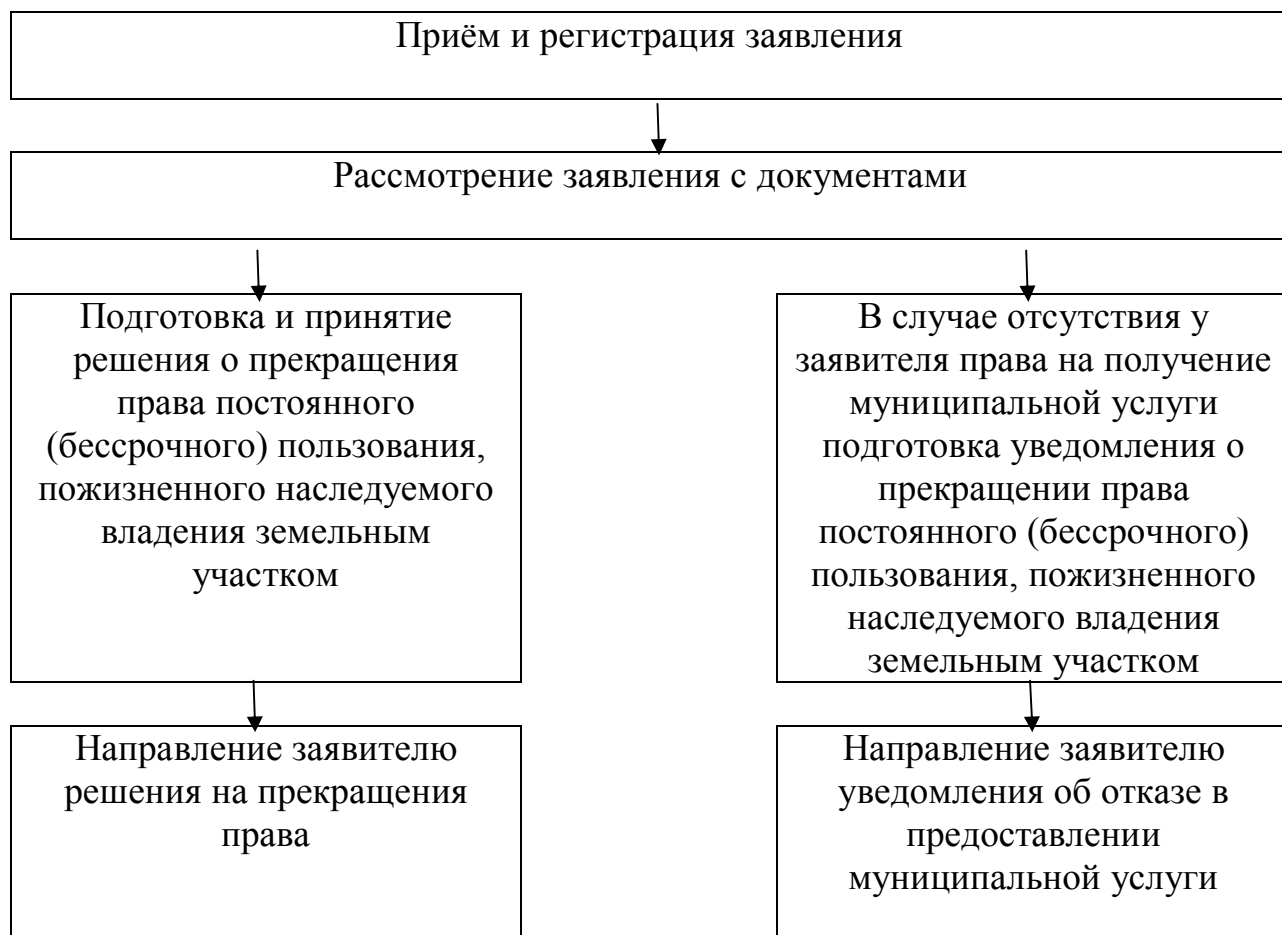 Приём и регистрация заявления
Рассмотрение заявления с документами
Подготовка и принятие
решения о прекращения
права постоянного
(бессрочного) пользования,
пожизненного наследуемого
владения земельным
участком
В случае отсутствия у
заявителя права на получение
муниципальной услуги
подготовка уведомления о
прекращении права
постоянного (бессрочного)
пользования, пожизненного
наследуемого владения
земельным участком
Направление заявителю
решения на прекращения
права
Направление заявителю
уведомления об отказе в
предоставлении
муниципальной услуги